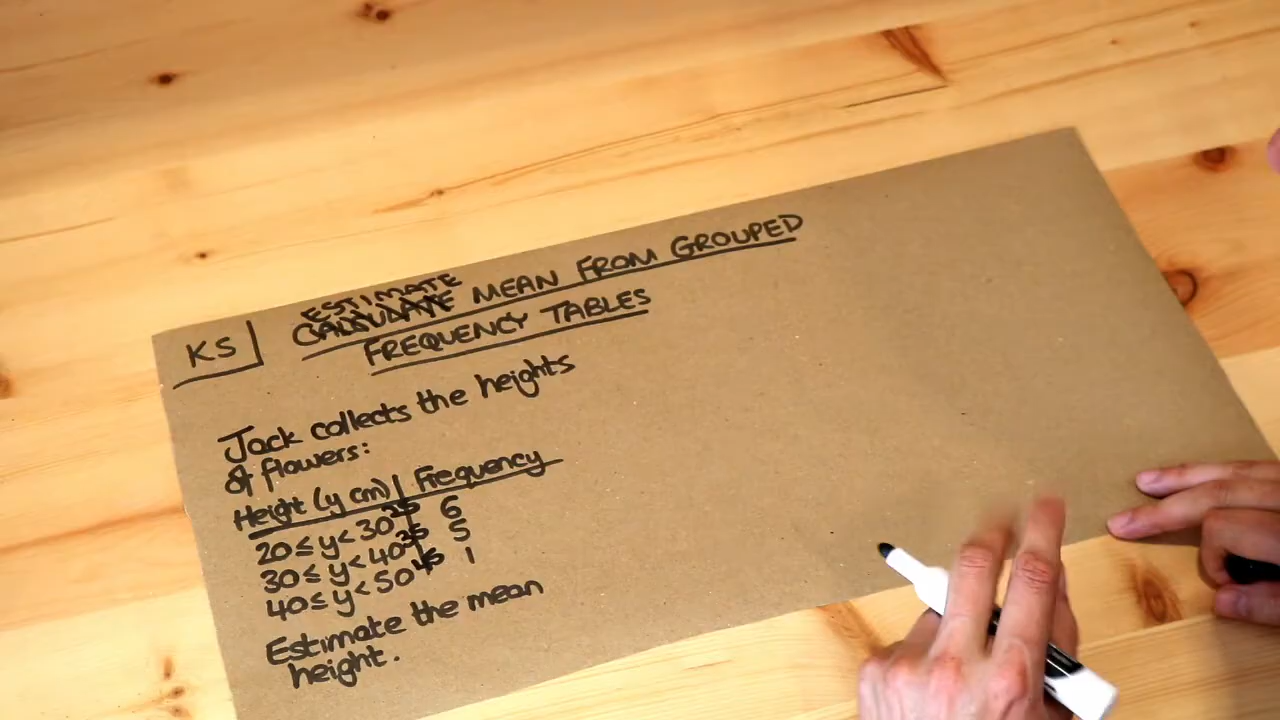 KS
ESTIMATE
CALCULATE MEAN FROM GROUPED
FREQUENCY TABLES
Jack collects the heights
of flowers:
Height (y cm) | Frequency
20 ≤ y < 30 25 6
30 ≤ y < 40 35 5
40 ≤ y < 50 45 1
Estimate the mean
height.